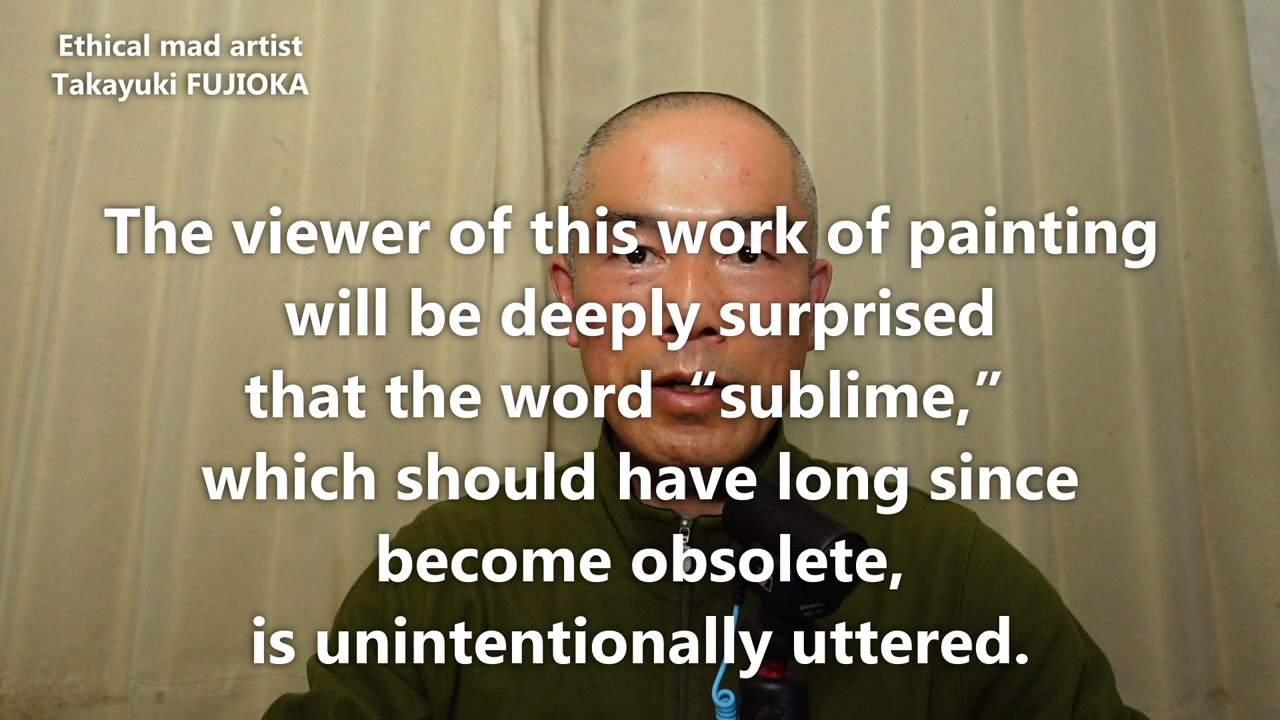 Ethical mad artist
Takayuki FUJIOKA
The viewer of this work of painting
will be deeply surprised
that the word “sublime,”
which should have long since
become obsolete,
is unintentionally uttered.